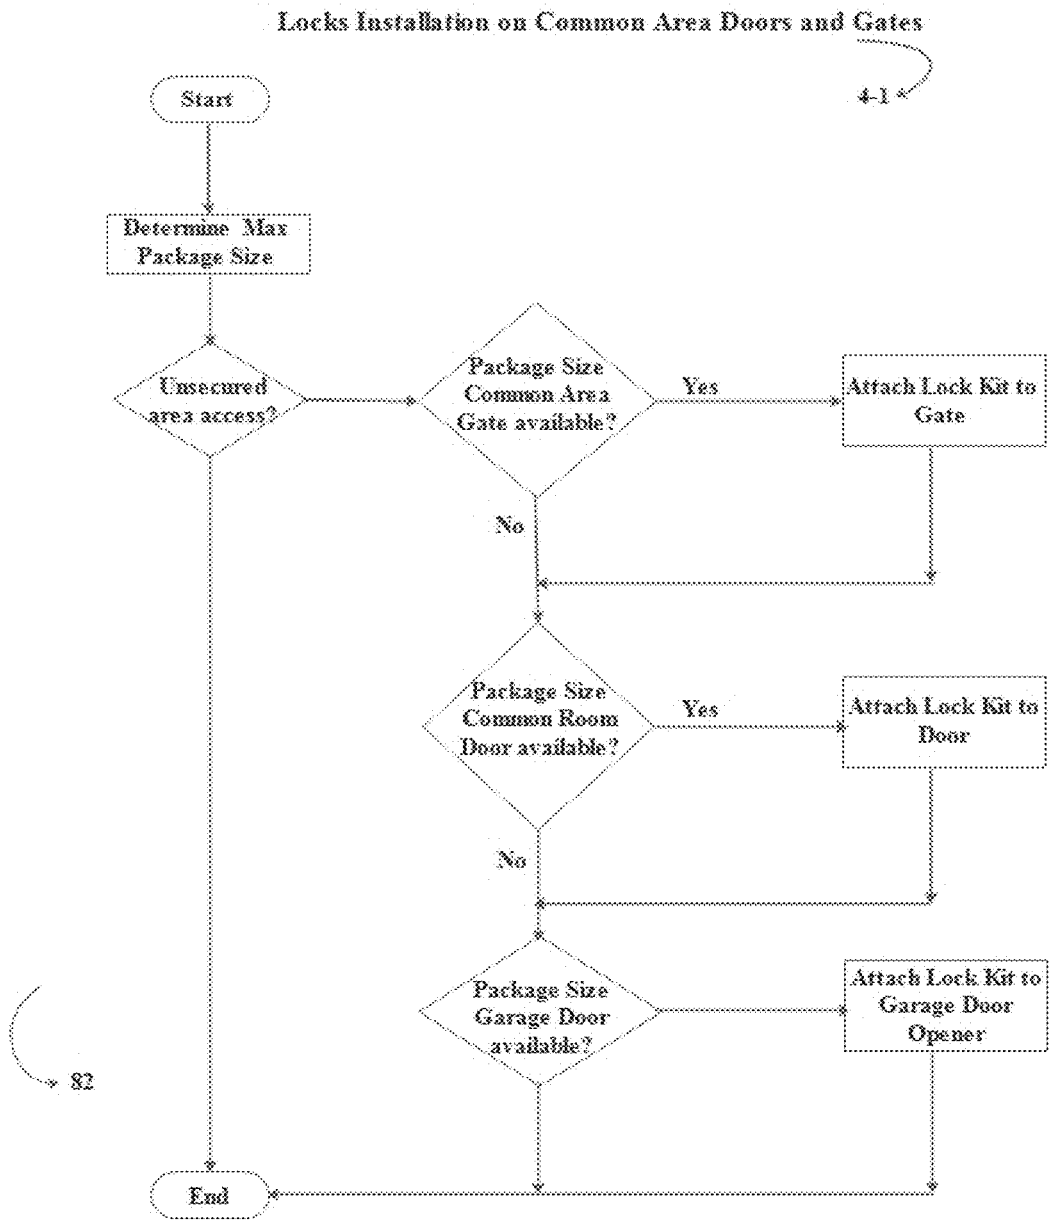 Locks Installation on Common Area Doors and Gates
4-1
Start
Determine Max
Package Size
Unsecured
area access?
Package Size
Common Area
Gate available?
Yes
Attach Lock Kit to
Gate
No
Package Size
Common Room
Door available?
Yes
Attach Lock Kit to
Door
No
Package Size
Garage Door
available?
Attach Lock Kit to
Garage Door
Opener
82
End